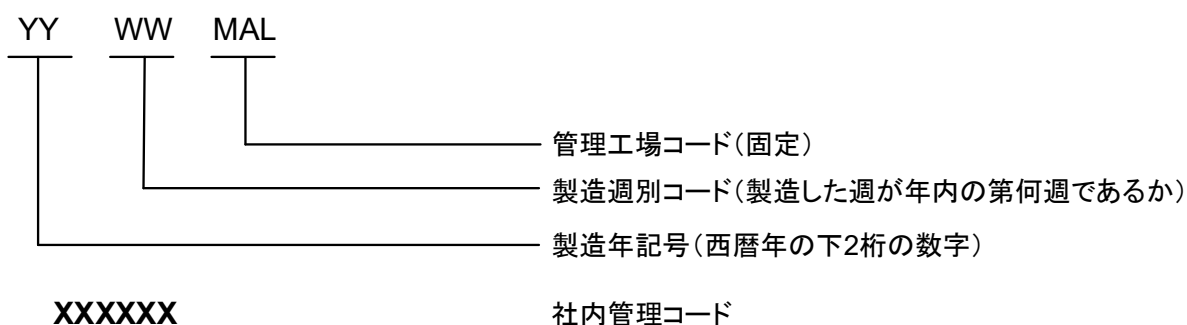 YY WW MAL
管理工場コード(固定)
製造週別コード(製造した週が年内の第何週であるか)
製造年記号(西暦年の下2桁の数字)
XXXXXX 社内管理コード